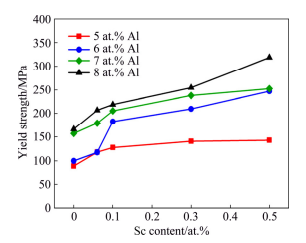 400
350
300
250
200
150
100
50
0
Yield strength/MPa
5 at.% Al
6 at.% Al
7 at.% Al
8 at.% Al
0 0.1 0.2 0.3 0.4 0.5
Sc content/at.%